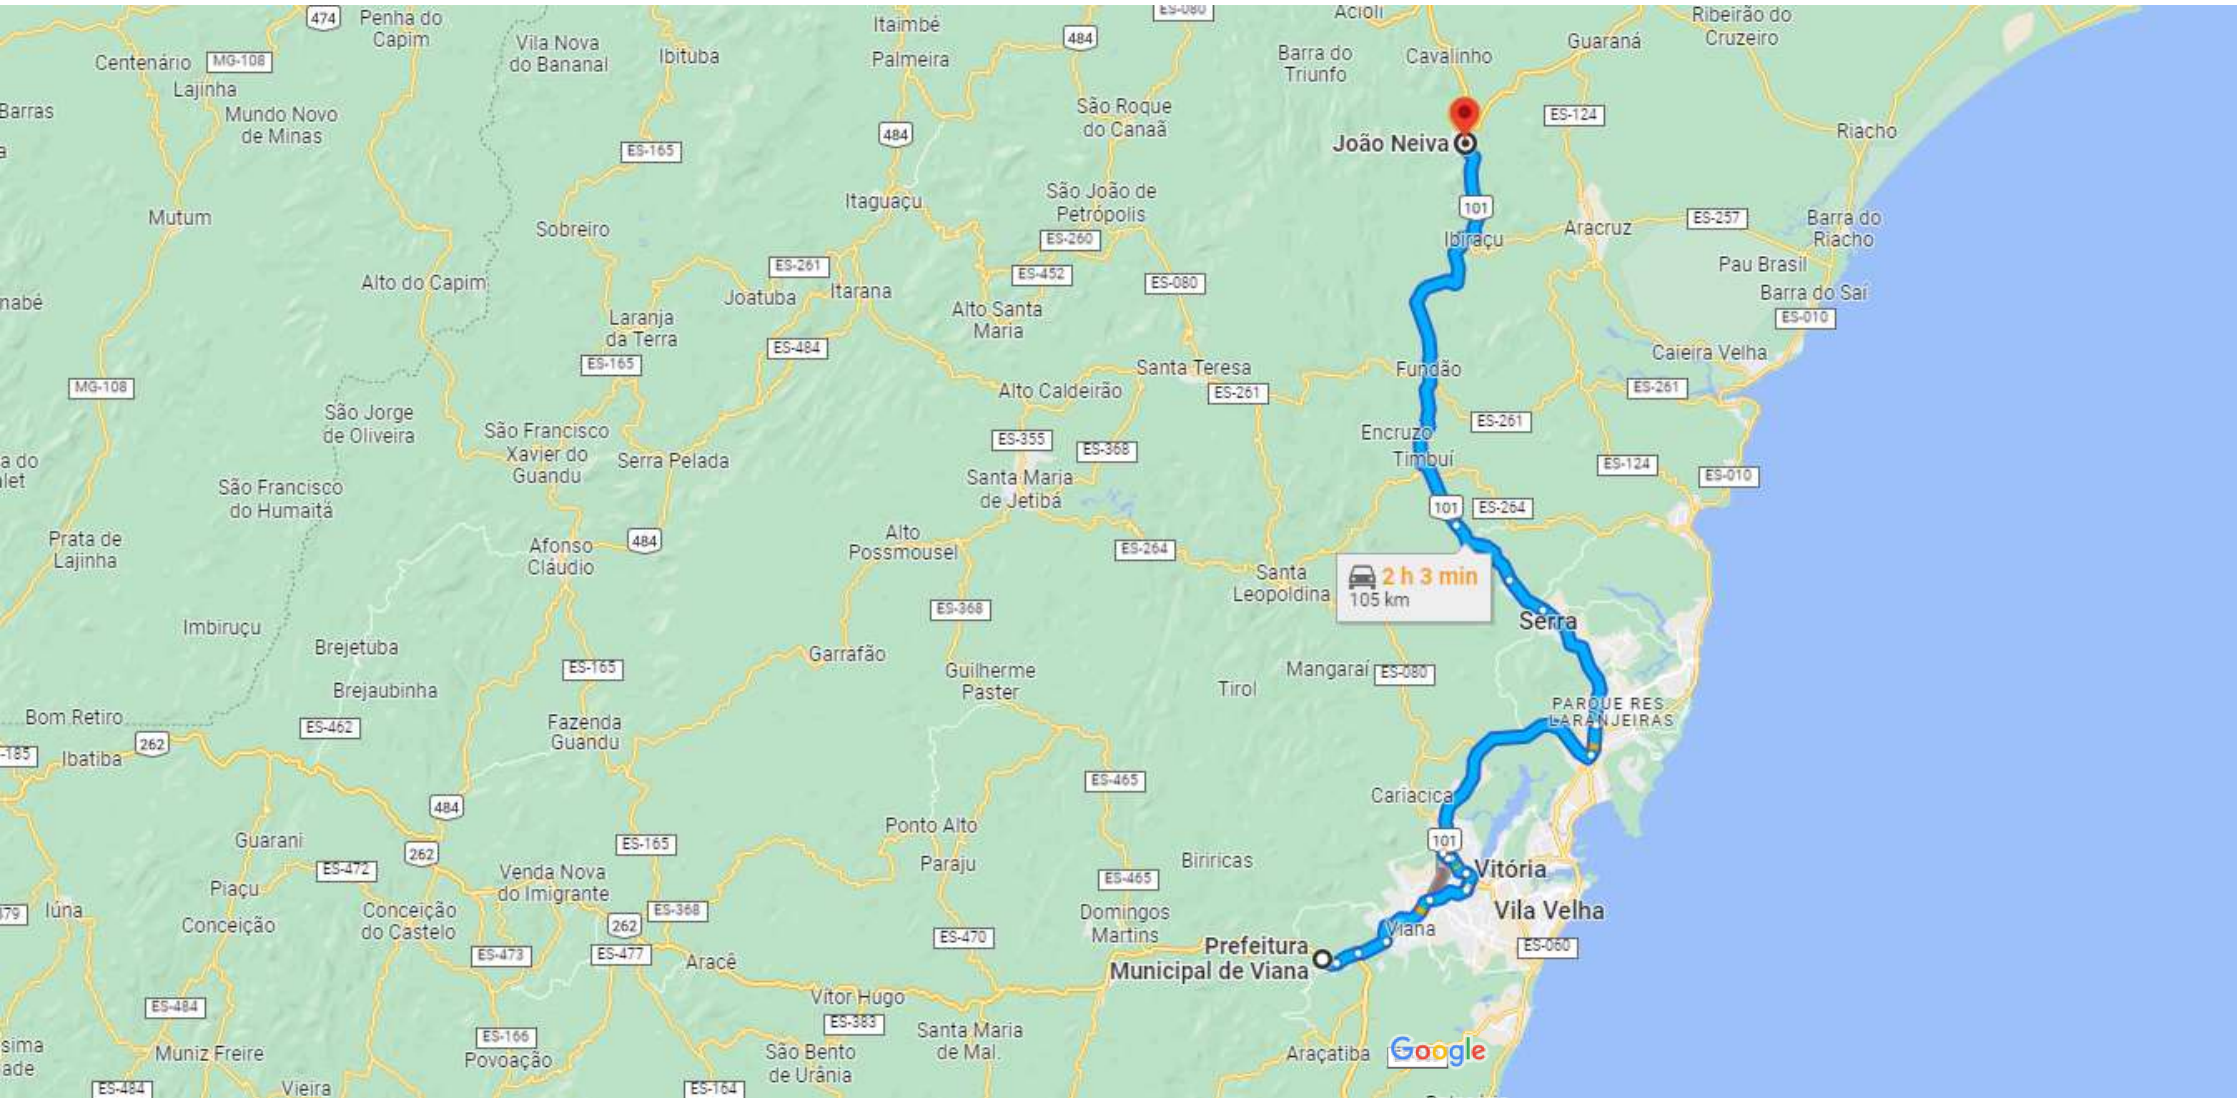 474
Penha do
Capim
Itaimbé
ES-080
Acioli
Ribeirão do
Cruzeiro
Centenário
MG-108
Vila Nova
do Bananal
Ibituba
Palmeira
484
Barra do
Triunfo
Cavalinho
Guaraná
Lajinha
Barras
Mundo Novo
de Minas
São Roque
do Canaã
ES-124
Riacho
João Neiva
484
ES-165
Mutum
Sobreiro
Itaguaçu
São João de
Petrópolis
101
Aracruz
ES-257
Barra do
Riacho
ES-260
Ibiraçu
ES-261
ES-452
ES-080
Pau Brasil
Alto do Capim
Joatuba
Itarana
Barra do Saí
nabé
Alto Santa
Maria
ES-010
Laranja
da Terra
ES-484
ES-165
Caieira Velha
Santa Teresa
Fundão
MG-108
Alto Caldeirão
ES-261
ES-261
São Jorge
de Oliveira
ES-261
São Francisco
Xavier do
Guandu
Serra Pelada
ES-355
ES-368
Encruzo
Timbuí
ES-124
ES-010
a do
let
São Francisco
do Humaitá
Santa Maria
de Jetibá
101
ES-264
Prata de
Lajinha
Afonso
Cláudio
484
Alto
Possmousel
ES-264
Santa
Leopoldina
2 h 3 min
105 km
ES-368
Serra
Imbiruçu
Brejetuba
ES-165
Garrafão
Guilherme
Paster
Mangaraí
ES-080
Brejaubinha
Tirol
PARQUE RES.
LARANJEIRAS
Bom Retiro
ES-462
Fazenda
Guandu
262
-185
Ibatiba
ES-465
Cariacica
484
Guarani
262
ES-165
Ponto Alto
101
ES-472
Venda Nova
do Imigrante
Paraju
Biriricas
Vitória
Piaçu
ES-465
379
Iúna
Conceição
Conceição
do Castelo
262
ES-368
Domingos
Martins
Vila Velha
ES-470
Viana
ES-473
ES-477
Aracê
Prefeitura
Municipal de Viana
ES-060
ES-484
Vítor Hugo
ES-383
ES-166
Povoação
Santa Maria
de Mal.
sima
ade
Muniz Freire
São Bento
de Urânia
Araçatiba
Google
ES-484
Vieira
ES-164